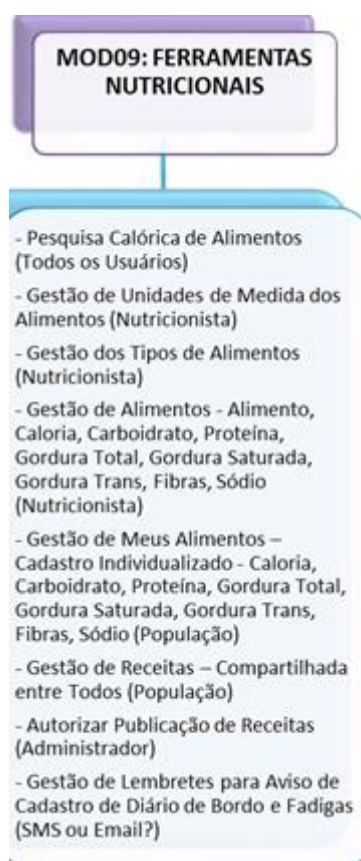 MOD09: FERRAMENTAS
NUTRICIONAIS
- Pesquisa Calórica de Alimentos
(Todos os Usuários)
- Gestão de Unidades de Medida dos
Alimentos (Nutricionista)
- Gestão dos Tipos de Alimentos
(Nutricionista)
- Gestão de Alimentos - Alimento,
Caloria, Carboidrato, Proteína,
Gordura Total, Gordura Saturada,
Gordura Trans, Fibras, Sódio
(Nutricionista)
- Gestão de Meus Alimentos –
Cadastro Individualizado - Caloria,
Carboidrato, Proteína, Gordura Total,
Gordura Saturada, Gordura Trans,
Fibras, Sódio (População)
- Gestão de Receitas – Compartilhada
entre Todos (População)
- Autorizar Publicação de Receitas
(Administrador)
- Gestão de Lembretes para Aviso de
Cadastro de Diário de Bordo e Fadigas
(SMS ou Email?)